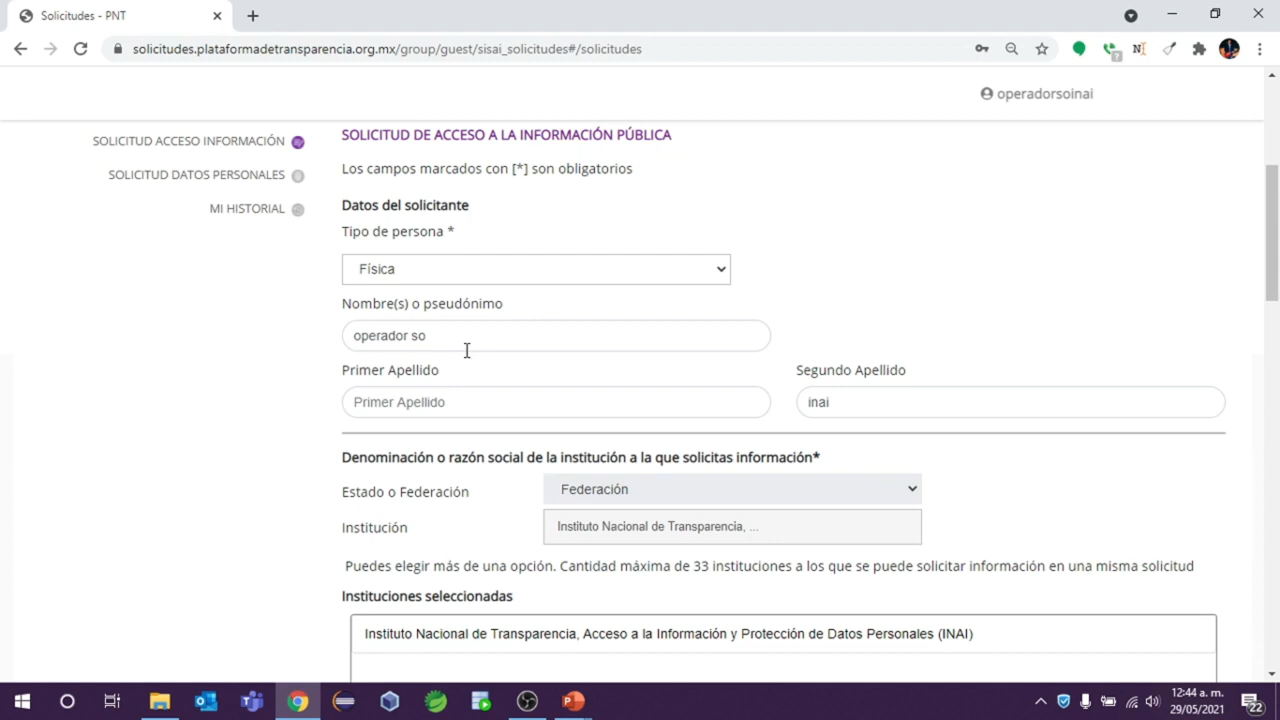 Solicitudes - PNT
solicitudes.plataformadetransparencia.org.mx/group/guest/sisai_solicitudes#/solicitudes
operadorsoinai
SOLICITUD ACCESO INFORMACIÓN
SOLICITUD DATOS PERSONALES
MI HISTORIAL
SOLICITUD DE ACCESO A LA INFORMACIÓN PÚBLICA
Los campos marcados con [*] son obligatorios
Datos del solicitante
Tipo de persona *
Física
Nombre(s) o pseudónimo
operador so
Primer Apellido Segundo Apellido
Primer Apellido inai
Denominación o razón social de la institución a la que solicitas información*
Estado o Federación Federación
Institución Instituto Nacional de Transparencia, ...
Puedes elegir más de una opción. Cantidad máxima de 33 instituciones a los que se puede solicitar información en una misma solicitud
Instituciones seleccionadas
Instituto Nacional de Transparencia, Acceso a la Información y Protección de Datos Personales (INAI)
12:44 a. m.
29/05/2021
22